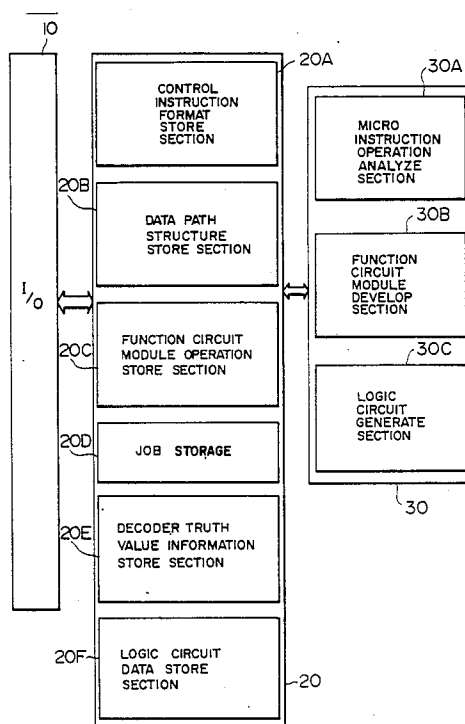 10
20A
CONTROL
INSTRUCTION
FORMAT
STORE
SECTION
20B
DATA PATH
STRUCTURE
STORE SECTION
I/O
20C
FUNCTION CIRCUIT
MODULE OPERATION
STORE SECTION
20D
JOB STORAGE
20E
DECODER TRUTH
VALUE INFORMATION
STORE SECTION
20F
LOGIC CIRCUIT
DATA STORE
SECTION
20
30A
MICRO
INSTRUCTION
OPERATION
ANALYZE
SECTION
30B
FUNCTION
CIRCUIT
MODULE
DEVELOP
SECTION
30C
LOGIC
CIRCUIT
GENERATE
SECTION
30